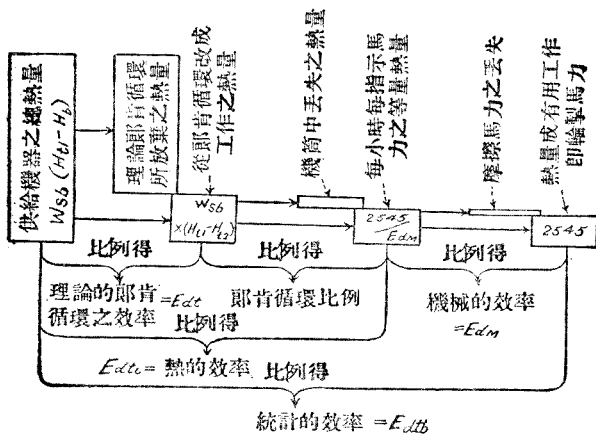 供給機器之總熱量
Wsb (Ht1-Hb)
理論郎肯循環
所放棄之熱量
從郎肯循環改成
工作之熱量
機筒中丟失之熱量
每小時每指示馬
力之等量熱量
摩擦馬力之丟失
熱量成有用工作
卽輪掣馬力
Wsb
×(Ht1-Ht2)
2545
/Edm
2545
比例得
比例得
比例得
理論的郎肯
循環之效率=Edt
郎肯循環比例
機械的效率
=Edm
比例得
Edti=熱的效率
比例得
統計的效率=Edtb